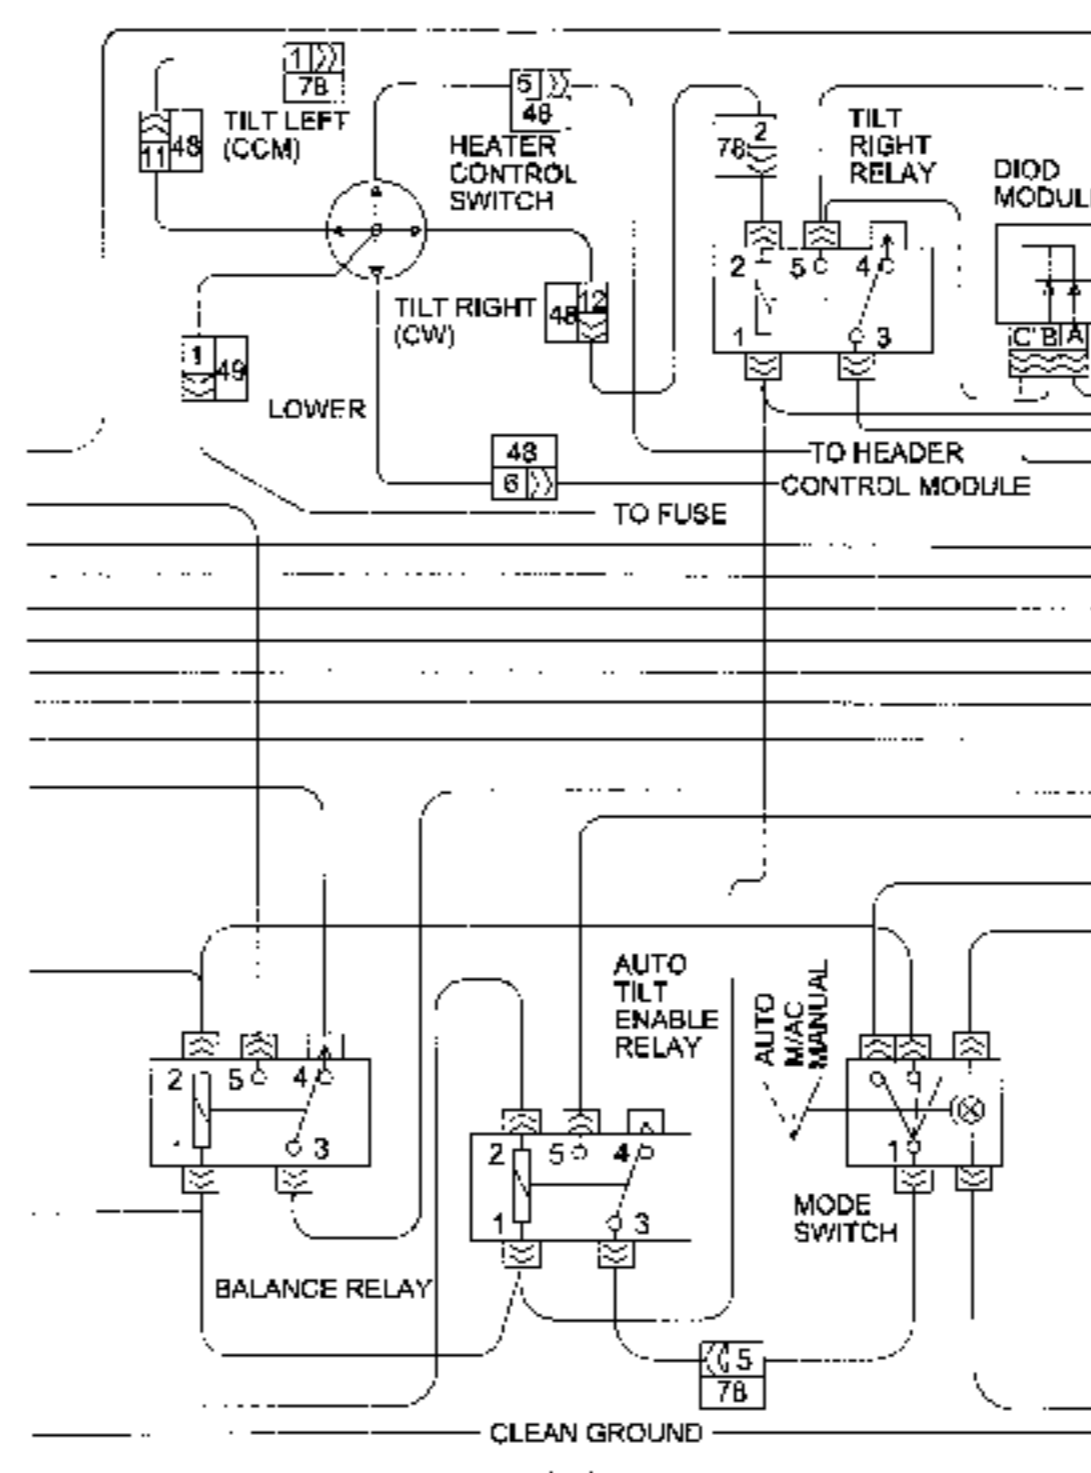 1
78
TILT LEFT
(CCM)
11 48
5
48
HEATER
CONTROL
SWITCH
2
78
TILT
RIGHT
RELAY
DIOD
MODUL
2 5 4
1 3
C B A
TILT RIGHT
(CW)
12
48
1 49
LOWER
48
6
TO HEADER
CONTROL MODULE
TO FUSE
AUTO
TILT
ENABLE
RELAY
AUTO
M/AC
MANUAL
2 5 4
3
2 5 4
1 3
1
MODE
SWITCH
BALANCE RELAY
5
78
CLEAN GROUND